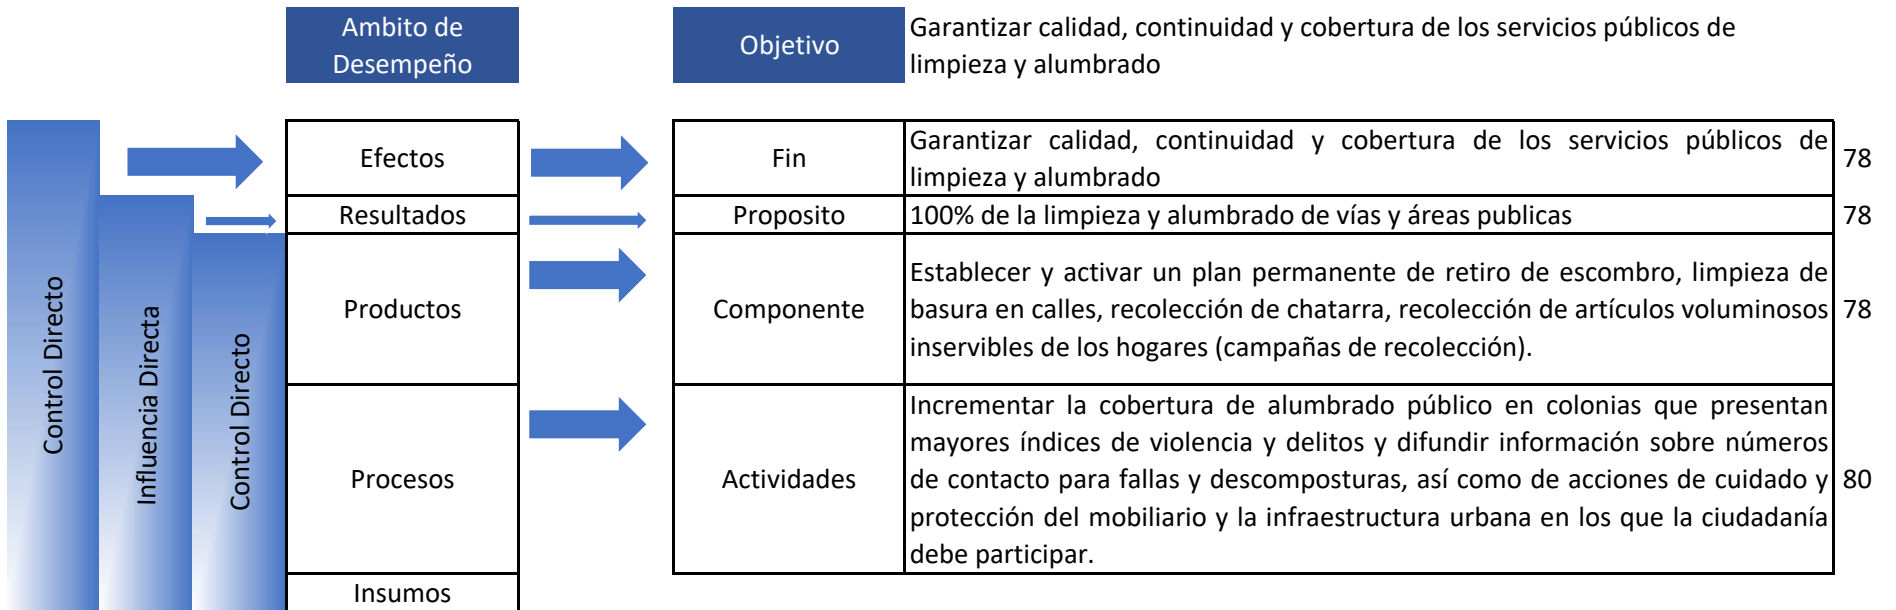 Ambito de
Desempeño
Objetivo
Garantizar calidad, continuidad y cobertura de los servicios públicos de
limpieza y alumbrado
Control Directo
Influencia Directa
Control Directo
Efectos
Fin
Garantizar calidad, continuidad y cobertura de los servicios públicos de
limpieza y alumbrado
78
Resultados
Proposito
100% de la limpieza y alumbrado de vías y áreas publicas
78
Productos
Componente
Establecer y activar un plan permanente de retiro de escombro, limpieza de
basura en calles, recolección de chatarra, recolección de artículos voluminosos
inservibles de los hogares (campañas de recolección).
78
Procesos
Actividades
Incrementar la cobertura de alumbrado público en colonias que presentan
mayores índices de violencia y delitos y difundir información sobre números
de contacto para fallas y descomposturas, así como de acciones de cuidado y
protección del mobiliario y la infraestructura urbana en los que la ciudadanía
debe participar.
80
Insumos